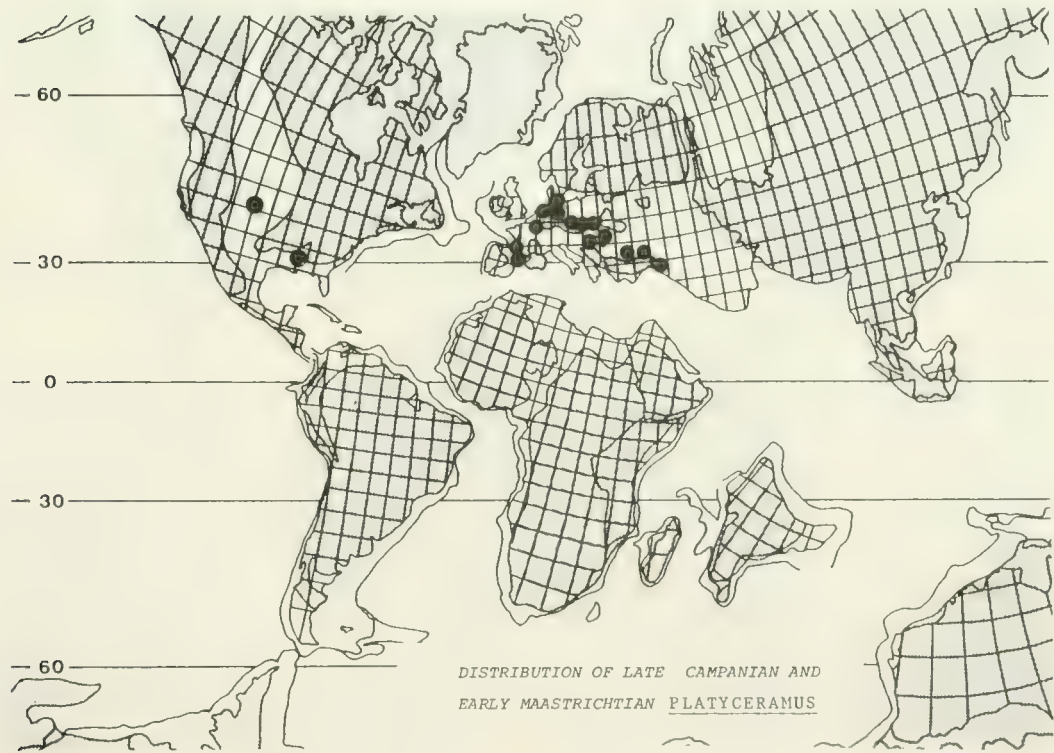 — 60
— 30
— 0
— 30
— 60
DISTRIBUTION OF LATE CAMPANIAN AND
EARLY MAASTRICHTIAN PLATYCERAMUS